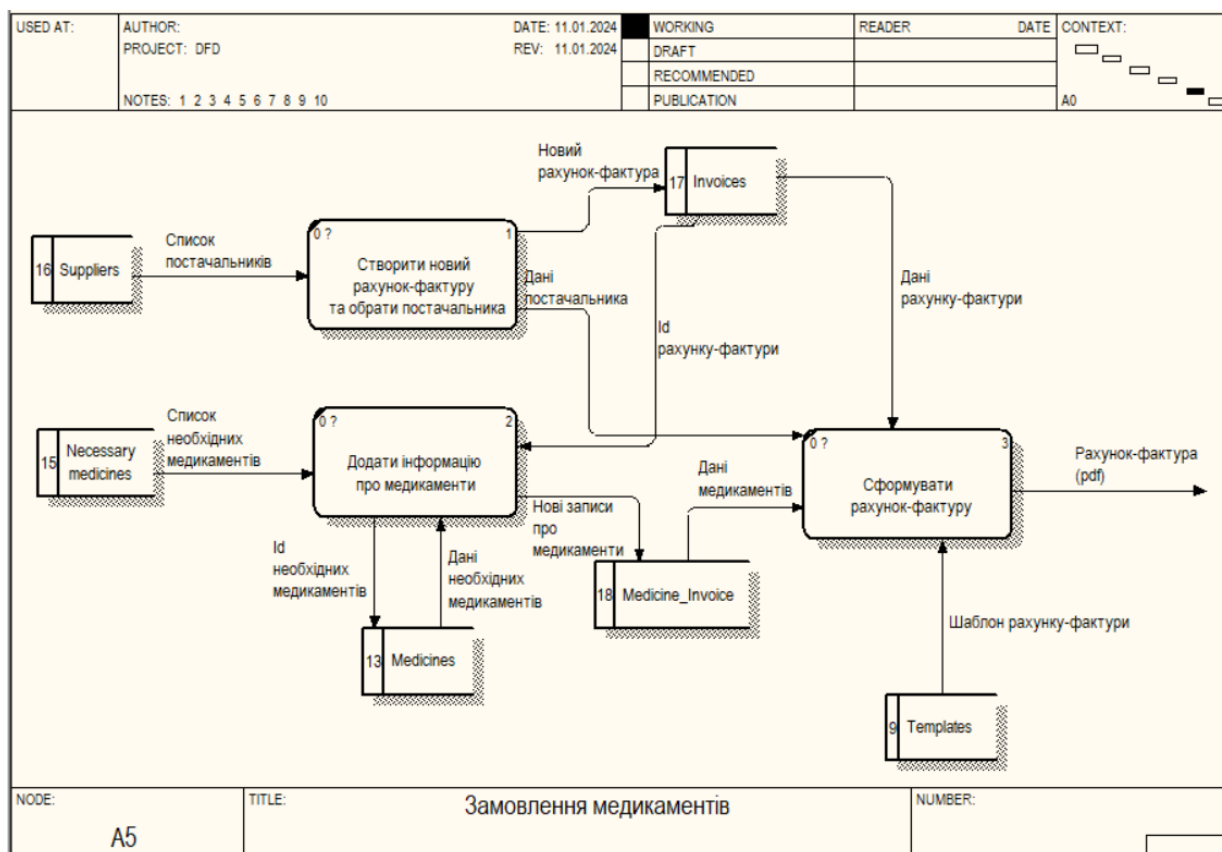 USED AT:
AUTHOR:
DATE: 11.01.2024
PROJECT: DFD
REV: 11.01.2024
NOTES: 1 2 3 4 5 6 7 8 9 10
WORKING
DRAFT
RECOMMENDED
PUBLICATION
READER
DATE
CONTEXT:
A0
Новий
рахунок-фактура
17
Invoices
16
Suppliers
Список
постачальників
0 ?
1
Створити новий
рахунок-фактуру
та обрати постачальника
Дані
постачальника
Дані
рахунку-фактури
Id
рахунку-фактури
15
Necessary
medicines
Список
необхідних
медикаментів
0 ?
2
Додати інформацію
про медикаменти
Нові записи
про
медикаменти
Дані
медикаментів
0 ?
3
Сформувати
рахунок-фактуру
Рахунок-фактура
(pdf)
Id
необхідних
медикаментів
Дані
необхідних
медикаментів
18
Medicine_Invoice
13
Medicines
Шаблон рахунку-фактури
9
Templates
NODE:
A5
TITLE:
Замовлення медикаментів
NUMBER: